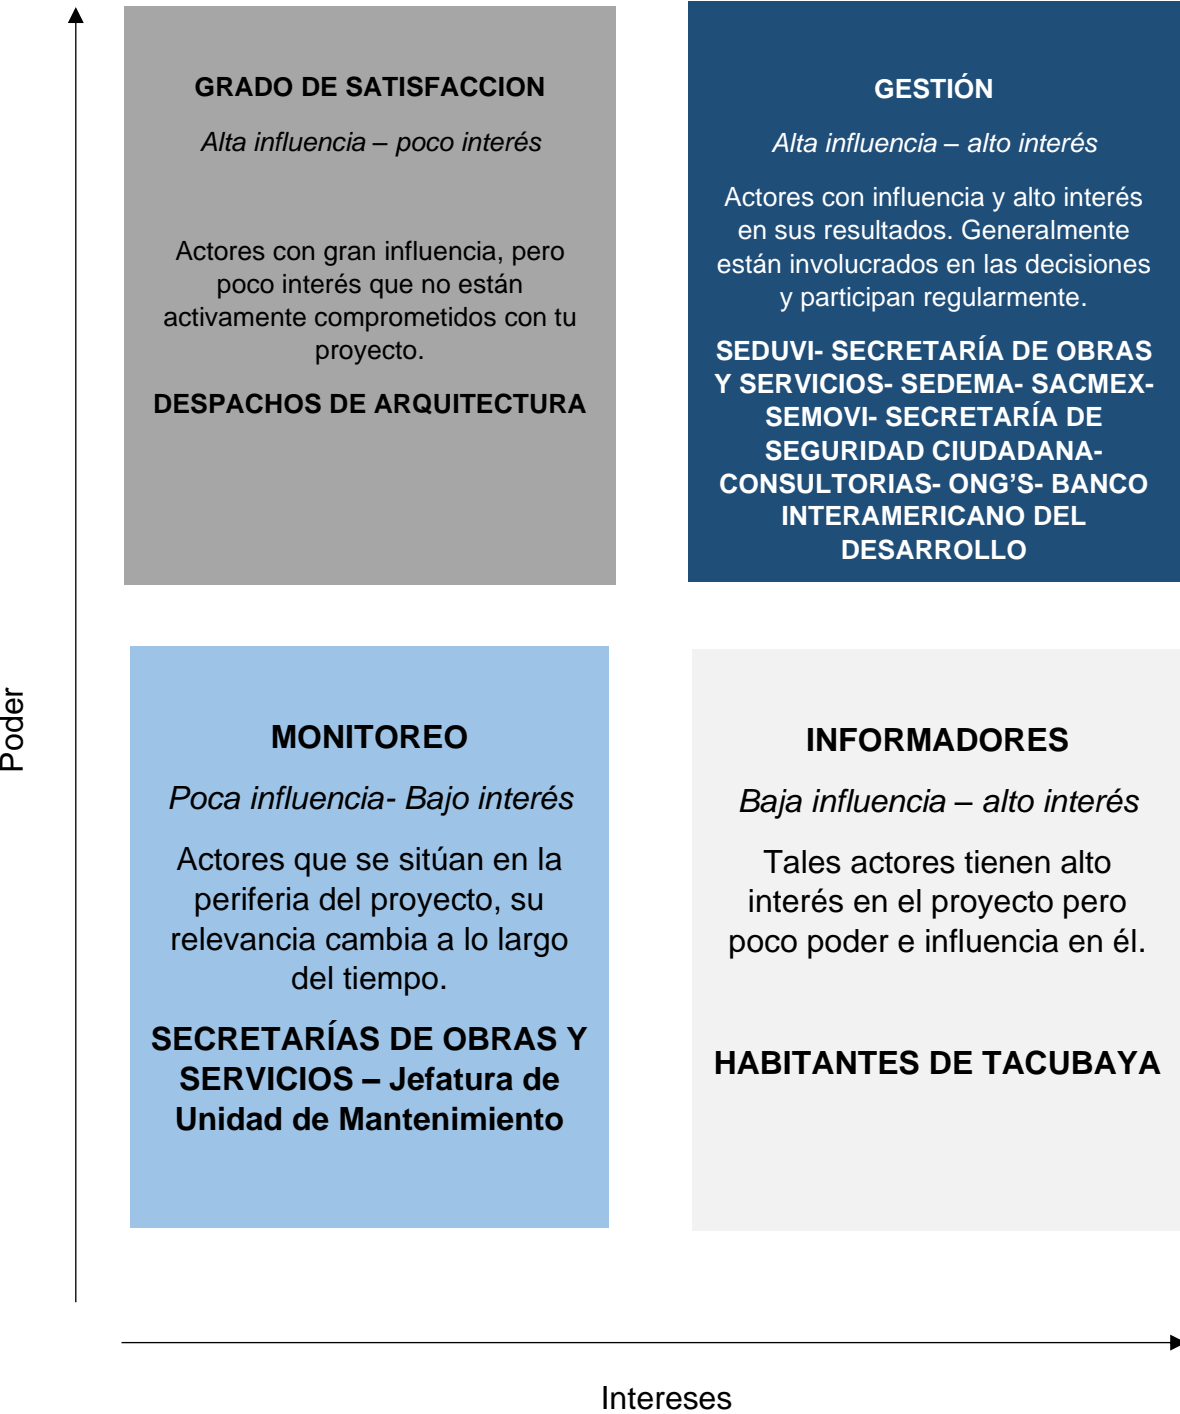 GRADO DE SATISFACCION
Alta influencia – poco interés
Actores con gran influencia, pero
poco interés que no están
activamente comprometidos con tu
proyecto.
DESPACHOS DE ARQUITECTURA
GESTIÓN
Alta influencia – alto interés
Actores con influencia y alto interés
en sus resultados. Generalmente
están involucrados en las decisiones
y participan regularmente.
SEDUVI- SECRETARÍA DE OBRAS
Y SERVICIOS- SEDEMA- SACMEX-
SEMOVI- SECRETARÍA DE
SEGURIDAD CIUDADANA-
CONSULTORIAS- ONG’S- BANCO
INTERAMERICANO DEL
DESARROLLO
Poder
MONITOREO
Poca influencia- Bajo interés
Actores que se sitúan en la
periferia del proyecto, su
relevancia cambia a lo largo
del tiempo.
SECRETARÍAS DE OBRAS Y
SERVICIOS – Jefatura de
Unidad de Mantenimiento
INFORMADORES
Baja influencia – alto interés
Tales actores tienen alto
interés en el proyecto pero
poco poder e influencia en él.
HABITANTES DE TACUBAYA
Intereses